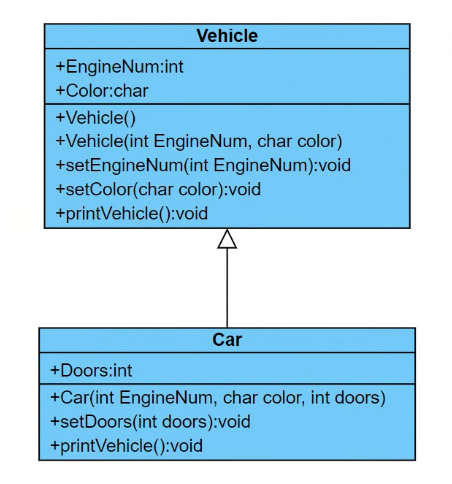 Vehicle
+EngineNum:int
+Color:char
+Vehicle()
+Vehicle(int EngineNum, char color)
+setEngineNum(int EngineNum):void
+setColor(char color):void
+printVehicle():void
Car
+Doors:int
+Car(int EngineNum, char color, int doors)
+setDoors(int doors):void
+printVehicle():void